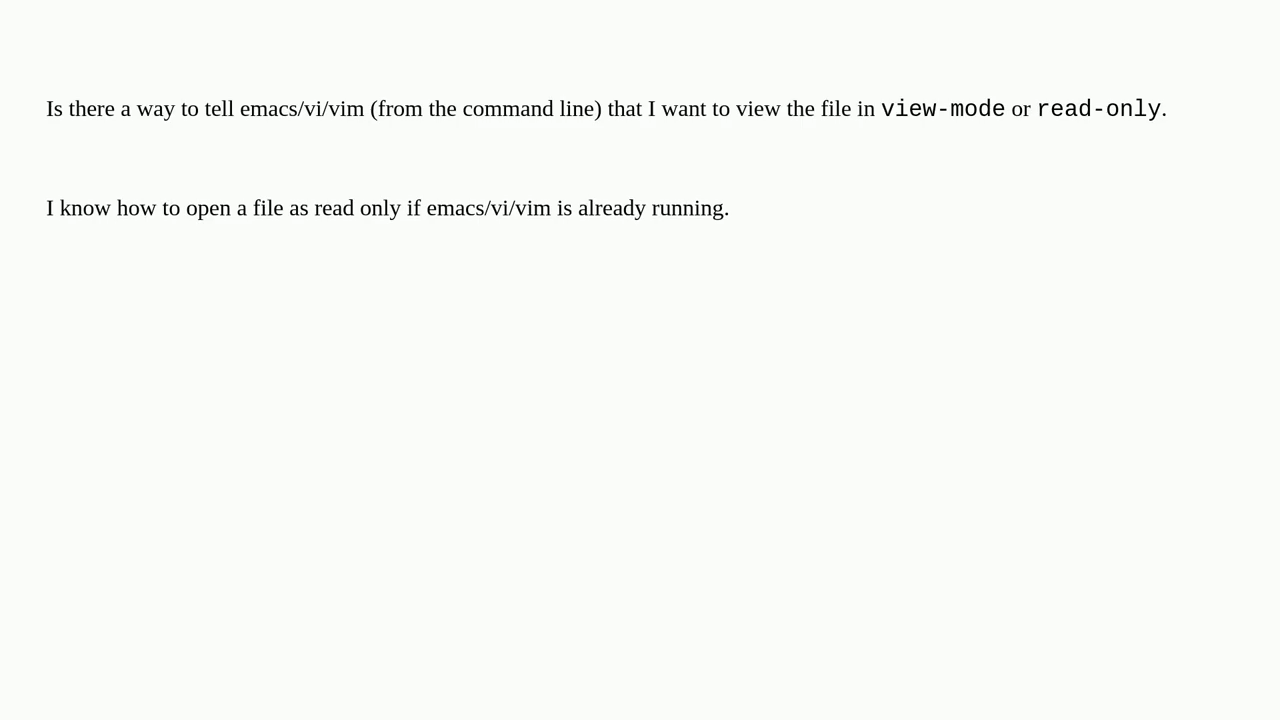 Is there a way to tell emacs/vi/vim (from the command line) that I want to view the file in view-mode or read-only.
I know how to open a file as read only if emacs/vi/vim is already running.